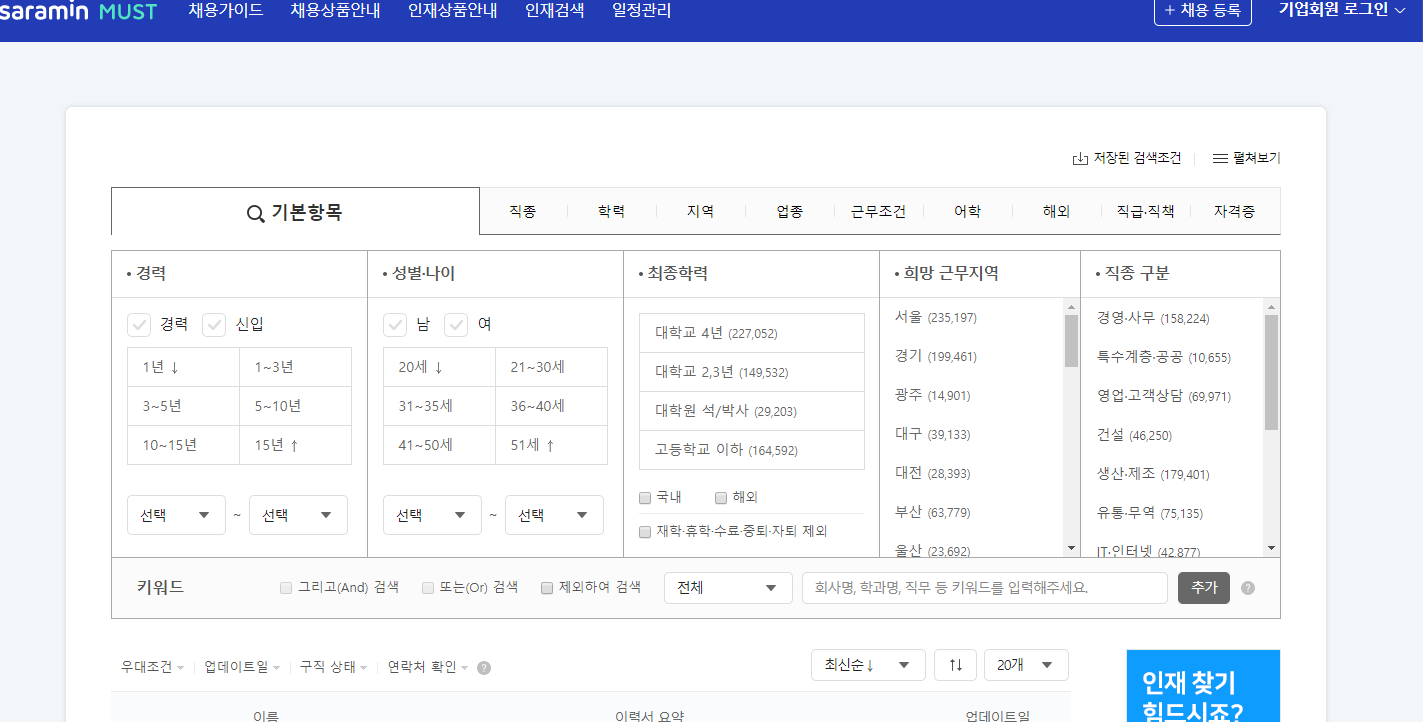 saramin MUST 채용가이드 채용상품안내 인재상품안내 인재검색 일정관리 + 채용 등록 기업회원 로그인
저장된 검색조건 펼쳐보기
기본항목 직종 학력 지역 업종 근무조건 어학 해외 직급·직책 자격증
• 경력 • 성별·나이 • 최종학력 • 희망 근무지역 • 직종 구분
경력 신입
1년 ↓ 1~3년
3~5년 5~10년
10~15년 15년 ↑
선택 ~ 선택
남 여
20세 ↓ 21~30세
31~35세 36~40세
41~50세 51세 ↑
선택 ~ 선택
대학교 4년 (227,052)
대학교 2,3년 (149,532)
대학원 석/박사 (29,203)
고등학교 이하 (164,592)
국내 해외
재학·휴학·수료·중퇴·자퇴 제외
서울 (235,197)
경기 (199,461)
광주 (14,901)
대구 (39,133)
대전 (28,393)
부산 (63,779)
울산 (23,692)
경영·사무 (158,224)
특수계층·공공 (10,655)
영업·고객상담 (69,971)
건설 (46,250)
생산·제조 (179,401)
유통·무역 (75,135)
IT·인터넷 (42,877)
키워드 그리고(And) 검색 또는(Or) 검색 제외하여 검색 전체 회사명, 학과명, 직무 등 키워드를 입력해주세요. 추가 ?
우대조건 업데이트일 구직 상태 연락처 확인 ? 최신순↓ ↑↓ 20개
이름 이력서 요약 업데이트일
인재 찾기
힘드시죠?